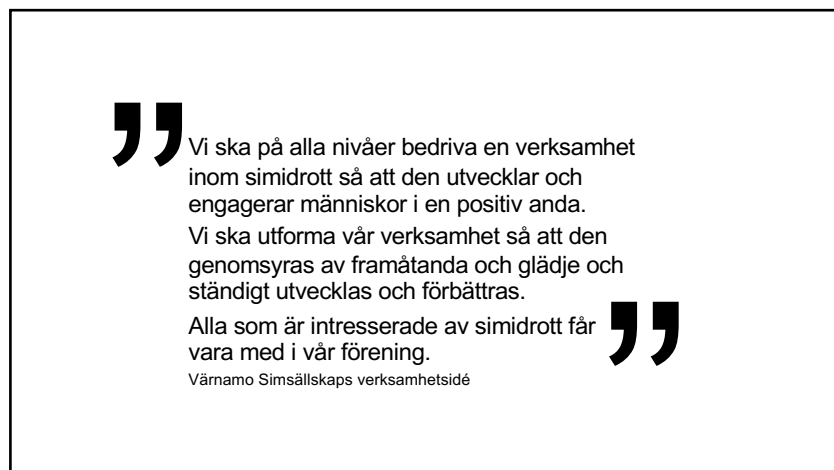 ”Vi ska på alla nivåer bedriva en verksamhet
inom simidrott så att den utvecklar och
engagerar människor i en positiv anda.
Vi ska utforma vår verksamhet så att den
genomsyras av framåtanda och glädje och
ständigt utvecklas och förbättras.
Alla som är intresserade av simidrott får
vara med i vår förening.”
Värnamo Simsällskaps verksamhetsidé